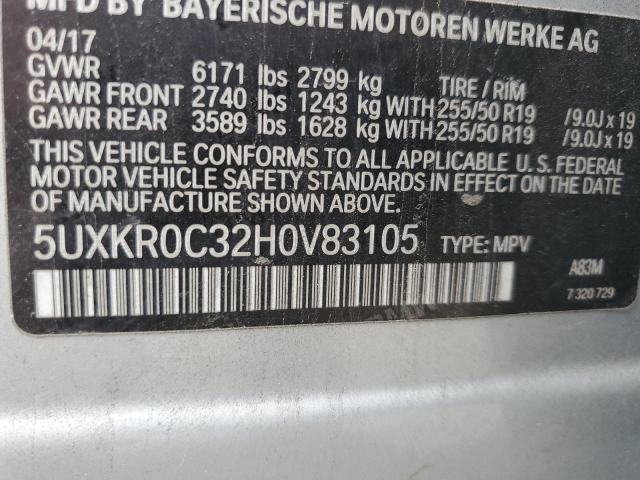 MFD BY BAYERISCHE MOTOREN WERKE AG
04/17
GVWR 6171 lbs 2799 kg TIRE / RIM
GAWR FRONT 2740 lbs 1243 kg WITH 255/50 R19 /9.0J x 19
GAWR REAR 3589 lbs 1628 kg WITH 255/50 R19 /9.0J x 19
THIS VEHICLE CONFORMS TO ALL APPLICABLE U. S. FEDERAL
MOTOR VEHICLE SAFETY STANDARDS IN EFFECT ON THE DATE
OF MANUFACTURE SHOWN ABOVE.
5UXKR0C32H0V83105 TYPE: MPV
A83M
7 320 729